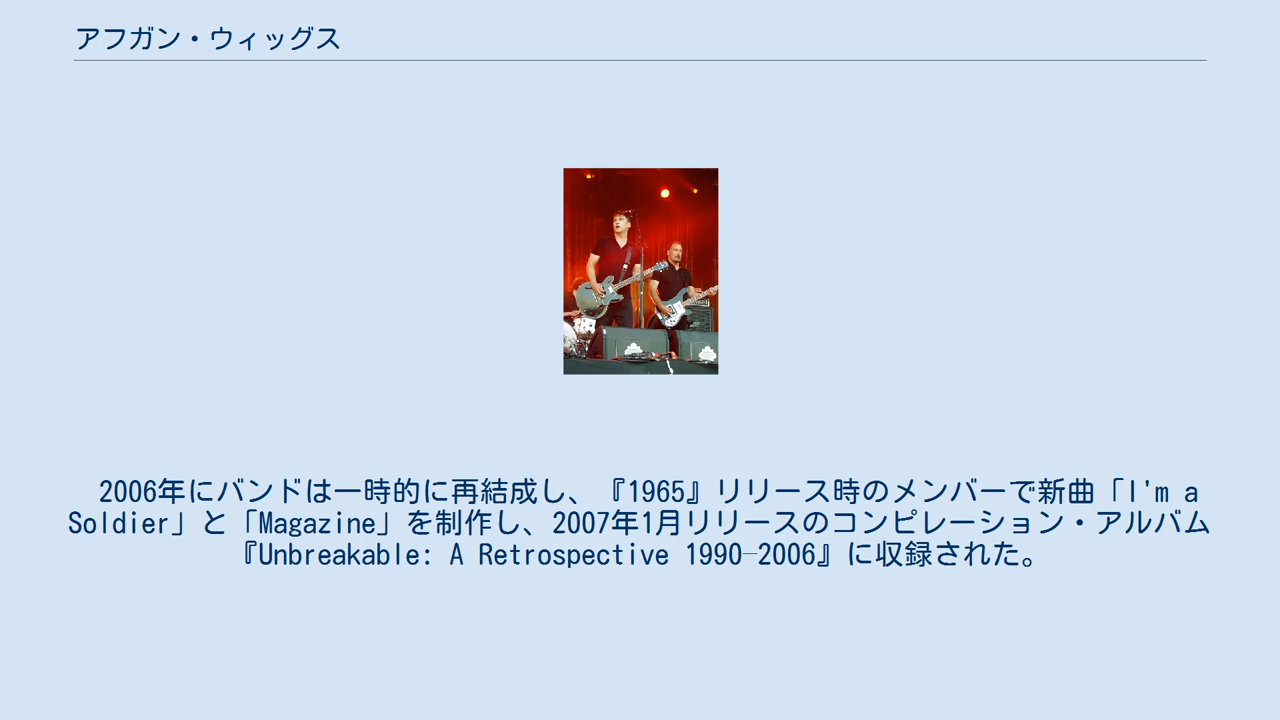 アフガン・ウィッグス
2006年にバンドは一時的に再結成し、『1965』リリース時のメンバーで新曲「I'm a
Soldier」と「Magazine」を制作し、2007年1月リリースのコンピレーション・アルバム
『Unbreakable: A Retrospective 1990–2006』に収録された。